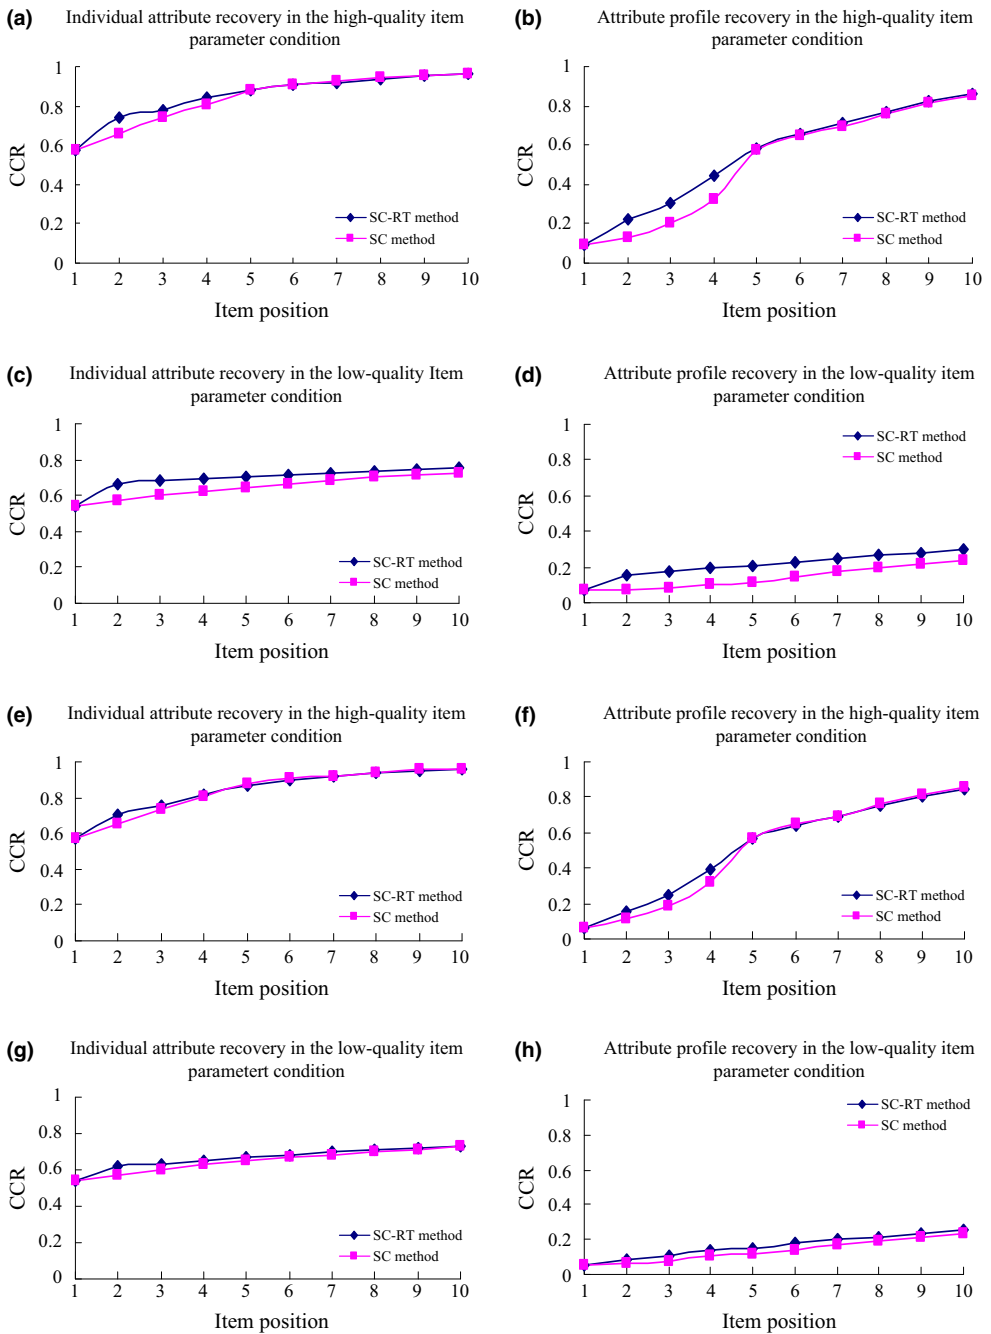 (a) Individual attribute recovery in the high-quality item
parameter condition
1
0.8
0.6
0.4
0.2
0
CCR
SC-RT method
SC method
1 2 3 4 5 6 7 8 9 10
Item position
(b) Attribute profile recovery in the high-quality item
parameter condition
1
0.8
0.6
0.4
0.2
0
CCR
SC-RT method
SC method
1 2 3 4 5 6 7 8 9 10
Item position
(c) Individual attribute recovery in the low-quality Item
parameter condition
1
0.8
0.6
0.4
0.2
0
CCR
SC-RT method
SC method
1 2 3 4 5 6 7 8 9 10
Item position
(d) Attribute profile recovery in the low-quality item
parameter condition
1
0.8
0.6
0.4
0.2
0
CCR
SC-RT method
SC method
1 2 3 4 5 6 7 8 9 10
Item position
(e) Individual attribute recovery in the high-quality item
parameter condition
1
0.8
0.6
0.4
0.2
0
CCR
SC-RT method
SC method
1 2 3 4 5 6 7 8 9 10
Item position
(f) Attribute profile recovery in the high-quality item
parameter condition
1
0.8
0.6
0.4
0.2
0
CCR
SC-RT method
SC method
1 2 3 4 5 6 7 8 9 10
Item position
(g) Individual attribute recovery in the low-quality item
parametert condition
1
0.8
0.6
0.4
0.2
0
CCR
SC-RT method
SC method
1 2 3 4 5 6 7 8 9 10
Item position
(h) Attribute profile recovery in the low-quality item
parameter condition
1
0.8
0.6
0.4
0.2
0
CCR
SC-RT method
SC method
1 2 3 4 5 6 7 8 9 10
Item position